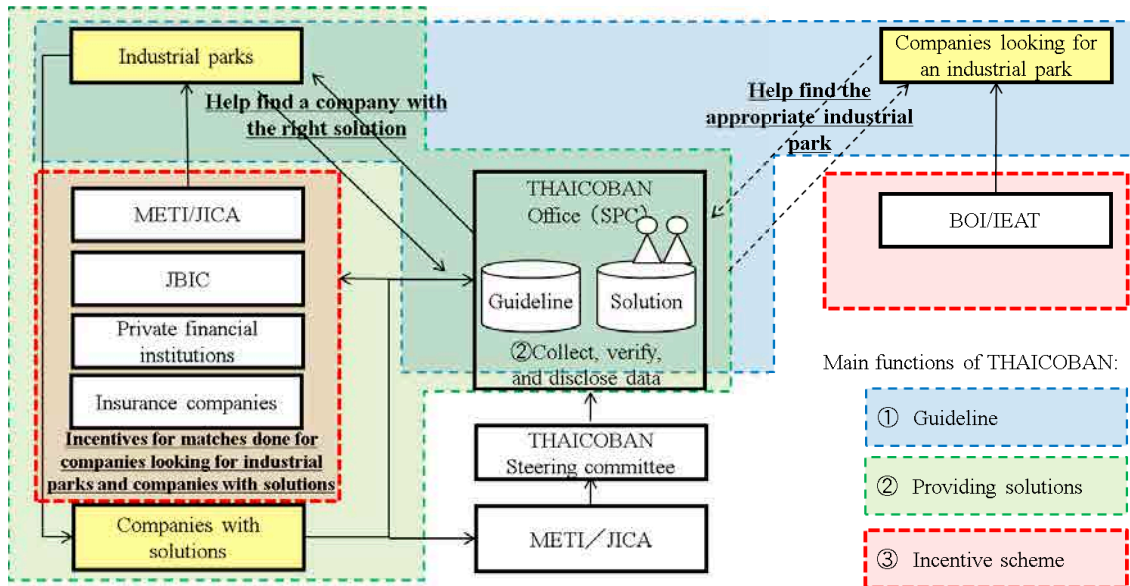 Industrial parks
Companies looking for
an industrial park
Help find a company with
the right solution
Help find the
appropriate industrial
park
METI/JICA
JBIC
Private financial
institutions
Insurance companies
Incentives for matches done for
companies looking for industrial
parks and companies with solutions
Companies with
solutions
THAICOBAN
Office（SPC）
Guideline
Solution
②Collect, verify,
and disclose data
THAICOBAN
Steering committee
METI／JICA
BOI/IEAT
Main functions of THAICOBAN:
① Guideline
② Providing solutions
③ Incentive scheme